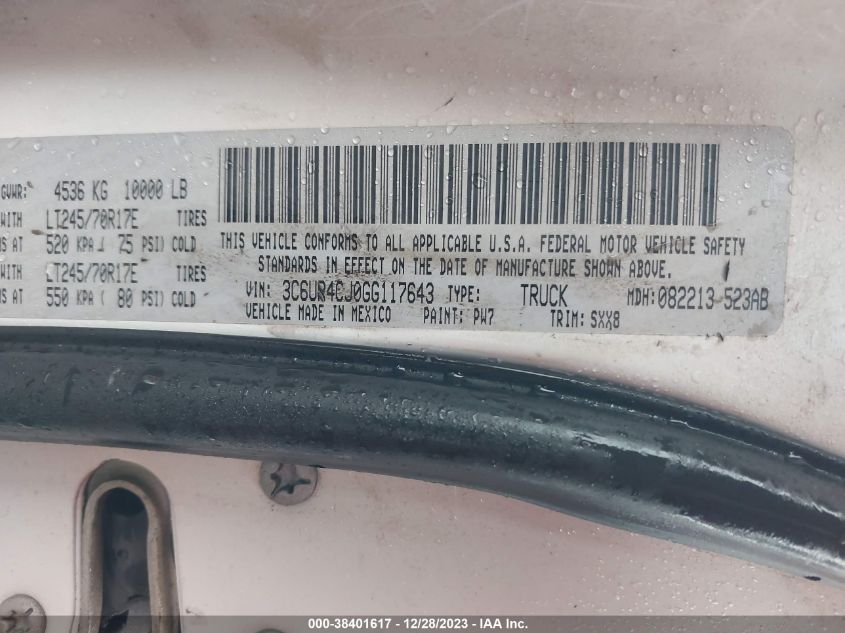 GVWR: 4536 KG 10000 LB
WITH LT245/70R17E TIRES
MS AT 520 KPA ( 75 PSI) COLD
WITH LT245/70R17E TIRES
MS AT 550 KPA ( 80 PSI) COLD
THIS VEHICLE CONFORMS TO ALL APPLICABLE U.S.A. FEDERAL MOTOR VEHICLE SAFETY
STANDARDS IN EFFECT ON THE DATE OF MANUFACTURE SHOWN ABOVE.
VIN: 3C6UR4CJ0GG117643 TYPE: TRUCK MDH: 082213 523AB
VEHICLE MADE IN MEXICO PAINT: PW7 TRIM: SXX8
000-38401617 - 12/28/2023 - IAA Inc.